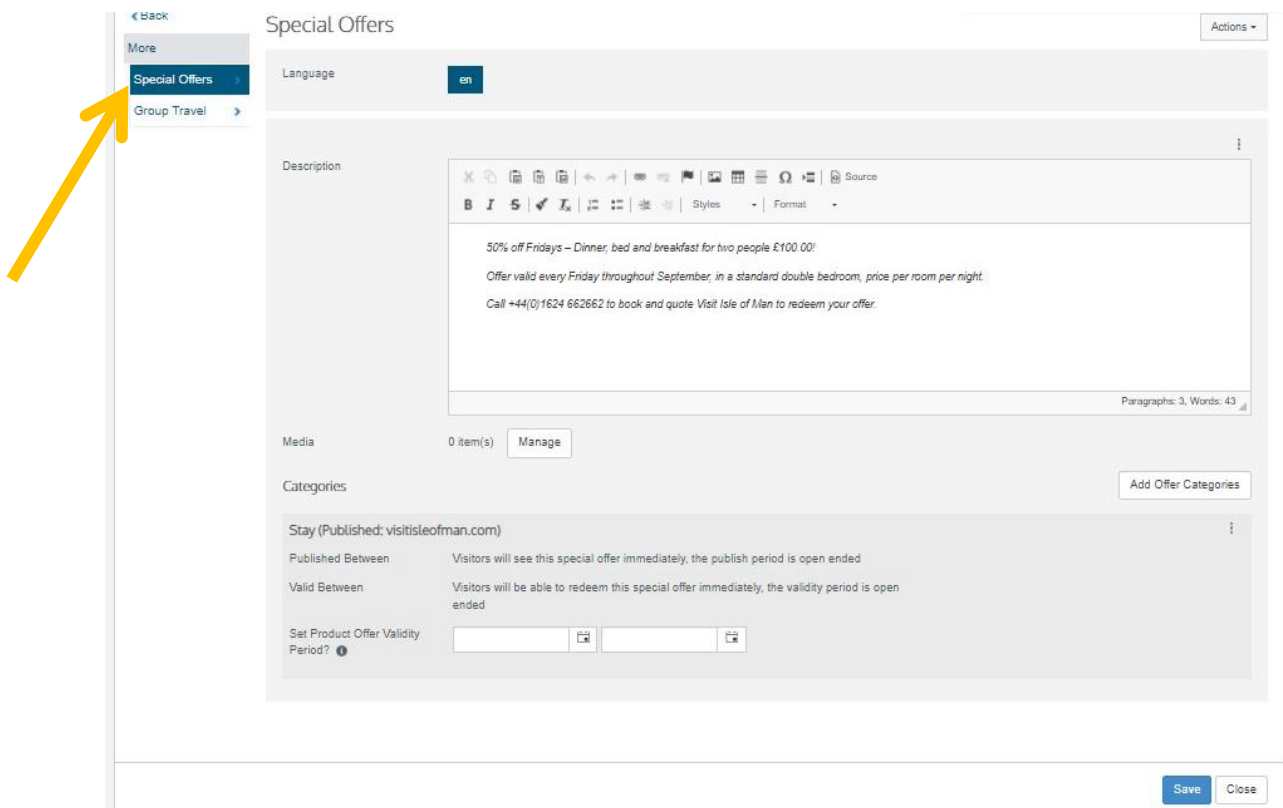 Back
Special Offers
Actions
More
Special Offers
Group Travel
Language
en
Description
Source
B I S Ix
Styles
Format
50% off Fridays – Dinner, bed and breakfast for two people £100.00!
Offer valid every Friday throughout September, in a standard double bedroom, price per room per night.
Call +44(0)1624 662662 to book and quote Visit Isle of Man to redeem your offer.
Paragraphs: 3, Words: 43
Media
0 item(s)
Manage
Categories
Add Offer Categories
Stay (Published: visitisleofman.com)
Published Between
Visitors will see this special offer immediately, the publish period is open ended
Valid Between
Visitors will be able to redeem this special offer immediately, the validity period is open
ended
Set Product Offer Validity
Period?
Save
Close